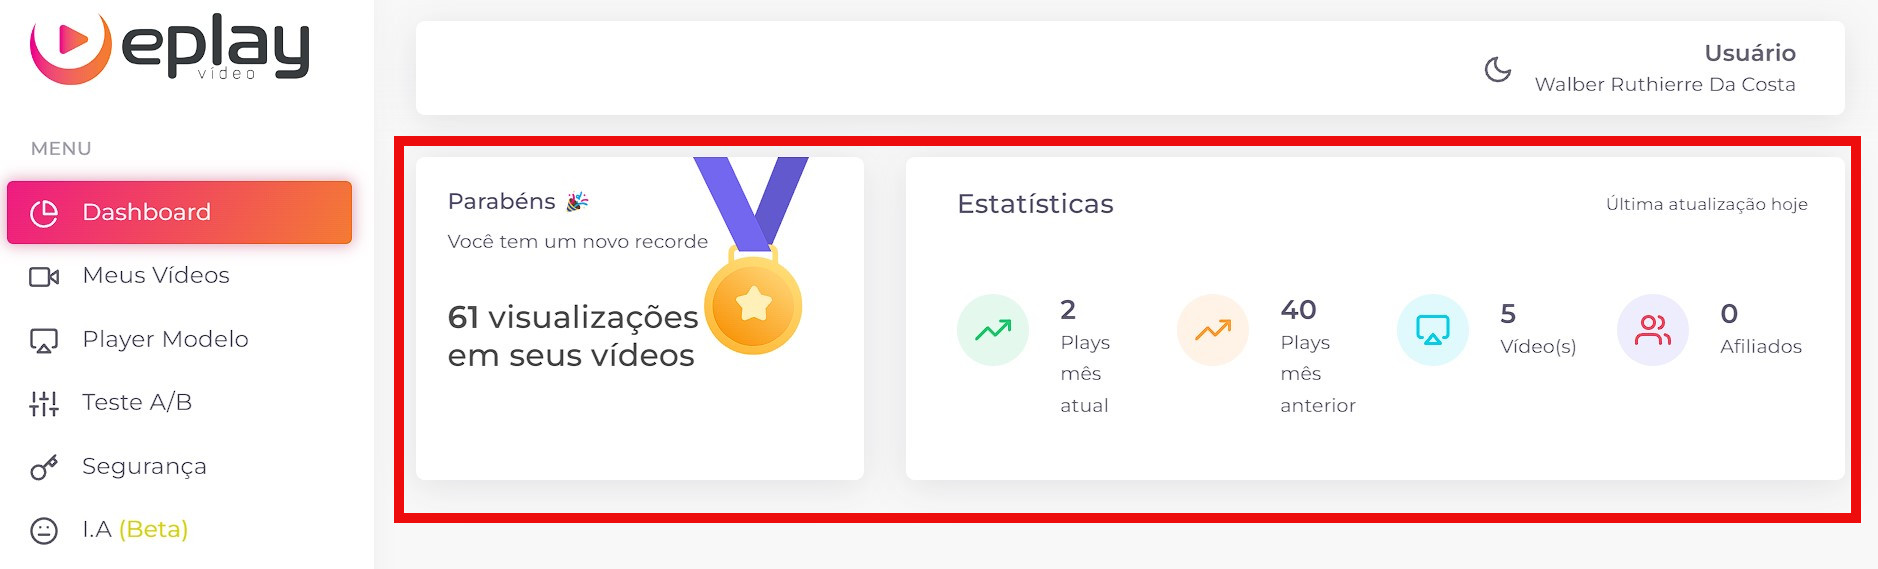 eplay
vídeo
Usuário
Walber Ruthierre Da Costa
MENU
Dashboard
Meus Vídeos
Player Modelo
Teste A/B
Segurança
I.A (Beta)
Parabéns
Você tem um novo recorde
61 visualizações
em seus vídeos
Estatísticas
Última atualização hoje
2
Plays
mês
atual
40
Plays
mês
anterior
5
Vídeo(s)
0
Afiliados